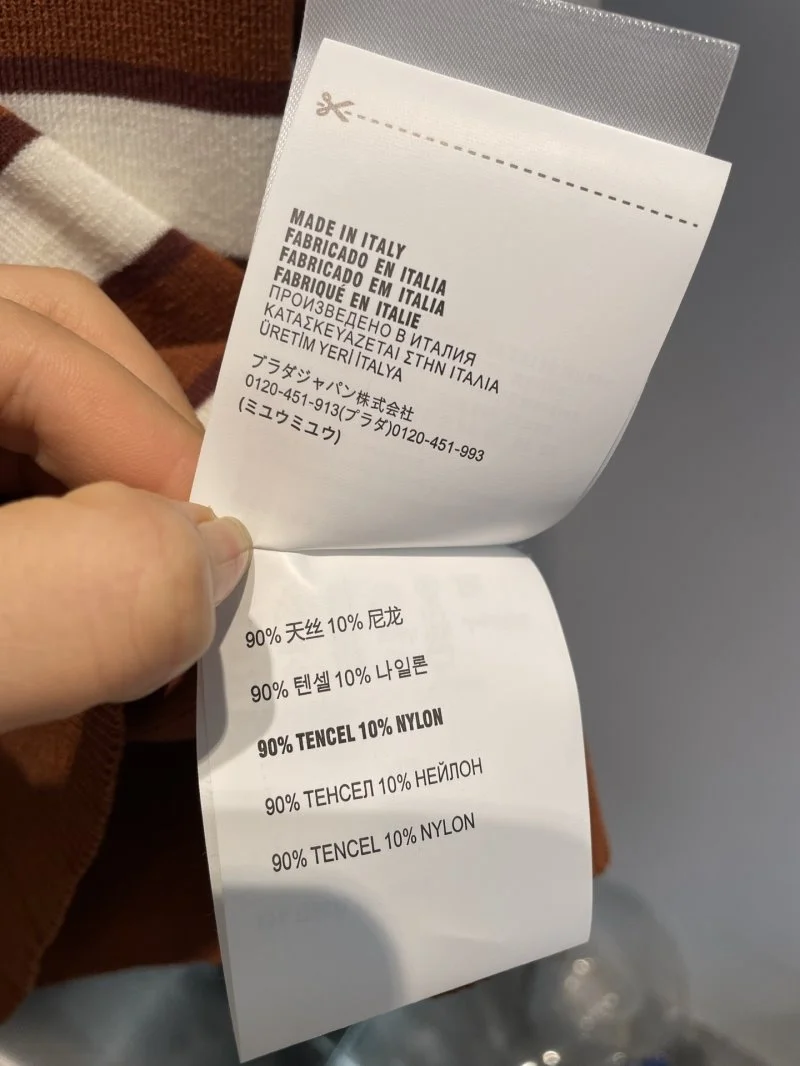 MADE IN ITALY
FABRICADO EN ITALIA
FABRICADO EM ITALIA
FABRIQUÉ EN ITALIE
ПРОИЗВЕДЕНО В ИТАЛИЯ
ΚΑΤΑΣΚΕΥΑΖΕΤΑΙ ΣΤΗΝ ΙΤΑΛΙΑ
ÜRETİM YERİ İTALYA
プラダジャパン株式会社
0120-451-913(プラダ)0120-451-993
(ミユウミユウ)
90% 天丝 10% 尼龙
90% 텐셀 10% 나일론
90% TENCEL 10% NYLON
90% ТЕНСЕЛ 10% НЕЙЛОН
90% TENCEL 10% NYLON